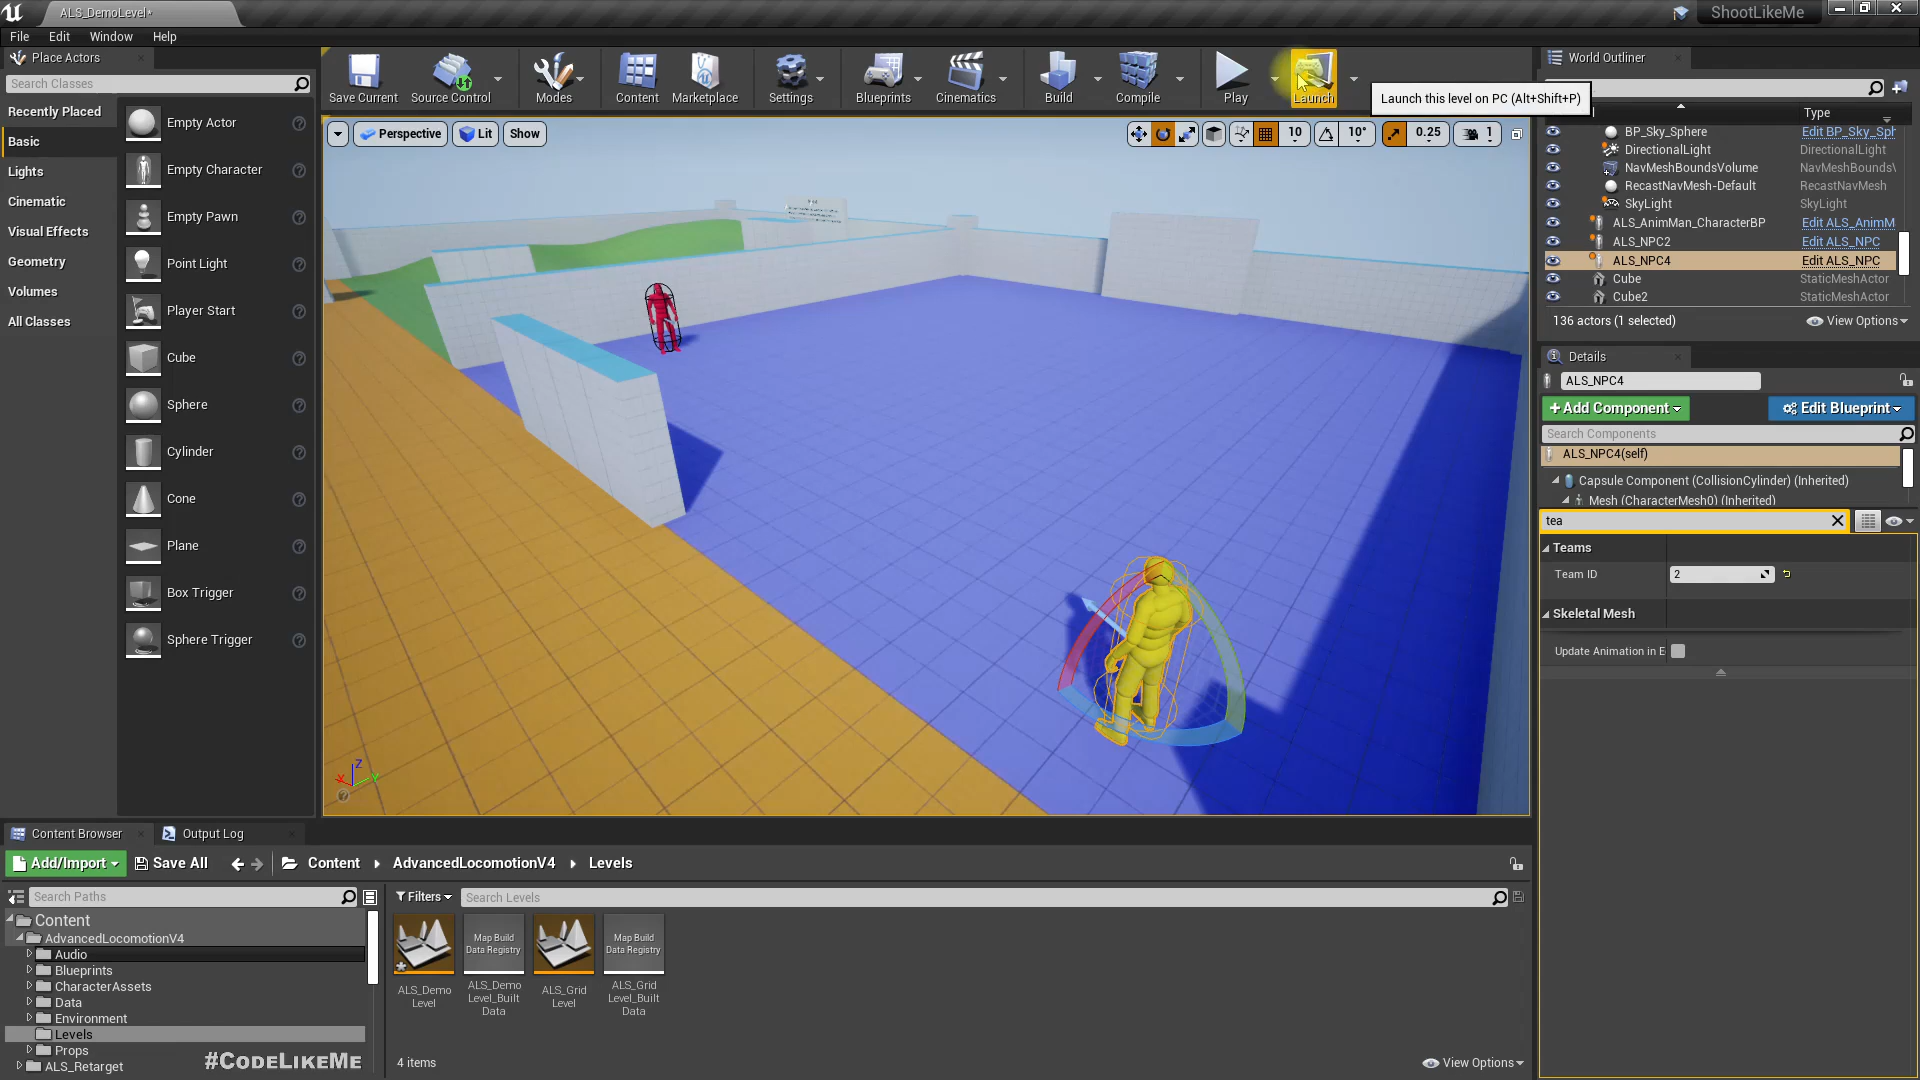 ALS_DemoLevel*
ShootLikeMe
File Edit Window Help
Place Actors
Search Classes
Recently Placed
Basic
Lights
Cinematic
Visual Effects
Geometry
Volumes
All Classes
Empty Actor
Empty Character
Empty Pawn
Point Light
Player Start
Cube
Sphere
Cylinder
Cone
Plane
Box Trigger
Sphere Trigger
Save Current
Source Control
Modes
Content
Marketplace
Settings
Blueprints
Cinematics
Build
Compile
Play
Launch
Launch this level on PC (Alt+Shift+P)
Perspective
Lit
Show
10
10°
0.25
1
X Y Z
World Outliner
Type
BP_Sky_Sphere Edit BP_Sky_Sph
DirectionalLight DirectionalLight
NavMeshBoundsVolume NavMeshBoundsV
RecastNavMesh-Default RecastNavMesh
SkyLight SkyLight
ALS_AnimMan_CharacterBP Edit ALS_AnimM
ALS_NPC2 Edit ALS_NPC
ALS_NPC4 Edit ALS_NPC
Cube StaticMeshActor
Cube2 StaticMeshActor
136 actors (1 selected)
View Options
Details
ALS_NPC4
+Add Component
Edit Blueprint
Search Components
ALS_NPC4(self)
Capsule Component (CollisionCylinder) (Inherited)
Mesh (CharacterMesh0) (Inherited)
tea
Teams
Team ID 2
Skeletal Mesh
Update Animation in E
Content Browser
Output Log
Add/Import
Save All
Content
AdvancedLocomotionV4
Levels
Search Paths
Filters
Search Levels
Content
AdvancedLocomotionV4
Audio
Blueprints
CharacterAssets
Data
Environment
Levels
Props
ALS_Retarget
Map Build
Data Registry
Map Build
Data Registry
ALS_Demo
Level
ALS_Demo
Level_Built
Data
ALS_Grid
Level
ALS_Grid
Level_Built
Data
4 items
View Options
#CODELIKEME